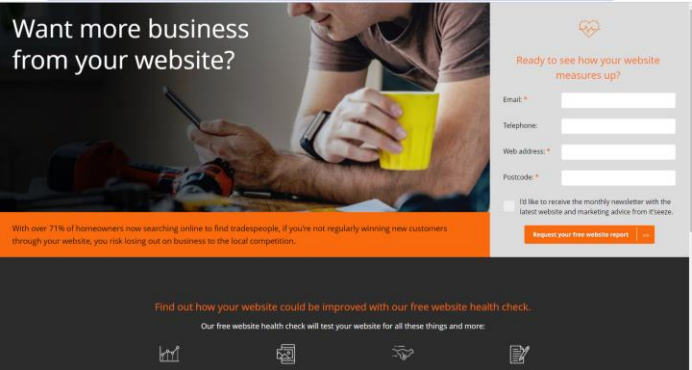 Want more business
from your website?
Ready to see how your website
measures up?
Email: *
Telephone:
Web address: *
Postcode: *
I'd like to receive the monthly newsletter with the
latest website and marketing advice from it'seeze.
Request your free website report >>
With over 71% of homeowners now searching online to find tradespeople, if you're not regularly winning new customers
through your website, you risk losing out on business to the local competition.
Find out how your website could be improved with our free website health check.
Our free website health check will test your website for all these things and more: